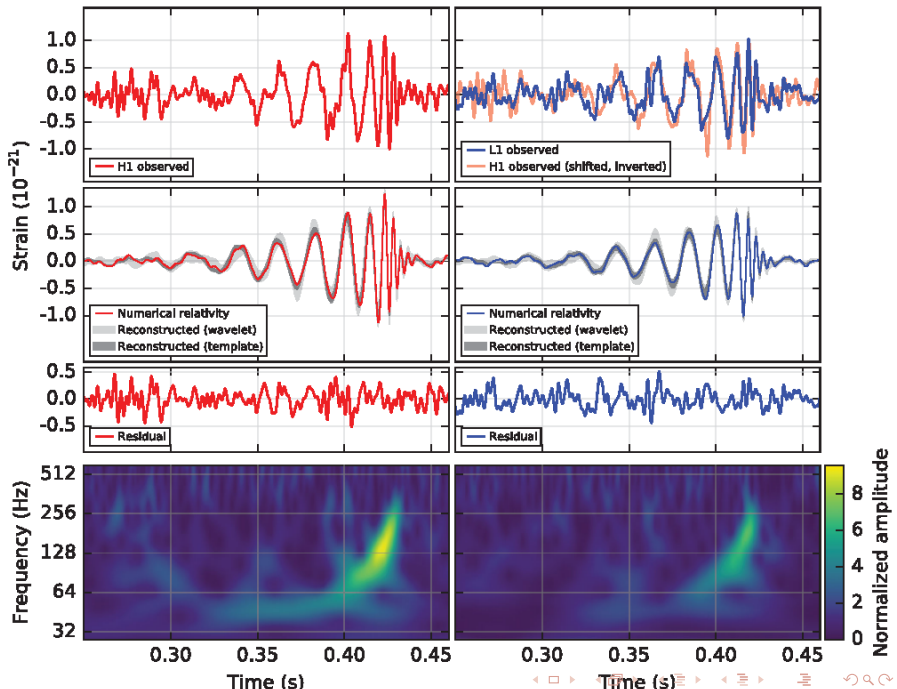 Strain (10⁻²¹)
1.0
0.5
0.0
-0.5
-1.0
H1 observed
L1 observed
H1 observed (shifted, inverted)
1.0
0.5
0.0
-0.5
-1.0
Numerical relativity
Reconstructed (wavelet)
Reconstructed (template)
Numerical relativity
Reconstructed (wavelet)
Reconstructed (template)
0.5
0.0
-0.5
Residual
Residual
Frequency (Hz)
512
256
128
64
32
0.30 0.35 0.40 0.45
Time (s)
0.30 0.35 0.40 0.45
Time (s)
8
6
4
2
0
Normalized amplitude